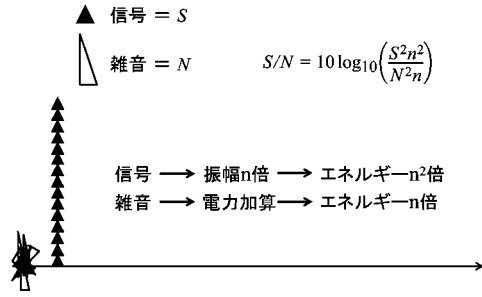 信号 = S
雑音 = N
S/N = 10 log₁₀(S²n²/N²n)
信号 → 振幅n倍 → エネルギーn²倍
雑音 → 電力加算 → エネルギーn倍